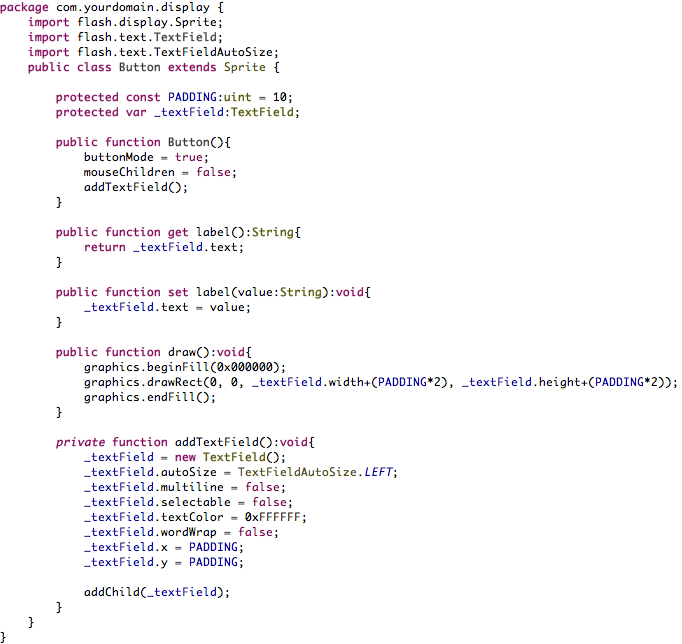 package com.yourdomain.display {
    import flash.display.Sprite;
    import flash.text.TextField;
    import flash.text.TextFieldAutoSize;
    public class Button extends Sprite {

        protected const PADDING:uint = 10;
        protected var _textField:TextField;

        public function Button(){
            buttonMode = true;
            mouseChildren = false;
            addTextField();
        }

        public function get label():String{
            return _textField.text;
        }

        public function set label(value:String):void{
            _textField.text = value;
        }

        public function draw():void{
            graphics.beginFill(0x000000);
            graphics.drawRect(0, 0, _textField.width+(PADDING*2), _textField.height+(PADDING*2));
            graphics.endFill();
        }

        private function addTextField():void{
            _textField = new TextField();
            _textField.autoSize = TextFieldAutoSize.LEFT;
            _textField.multiline = false;
            _textField.selectable = false;
            _textField.textColor = 0xFFFFFF;
            _textField.wordWrap = false;
            _textField.x = PADDING;
            _textField.y = PADDING;

            addChild(_textField);
        }
    }
}